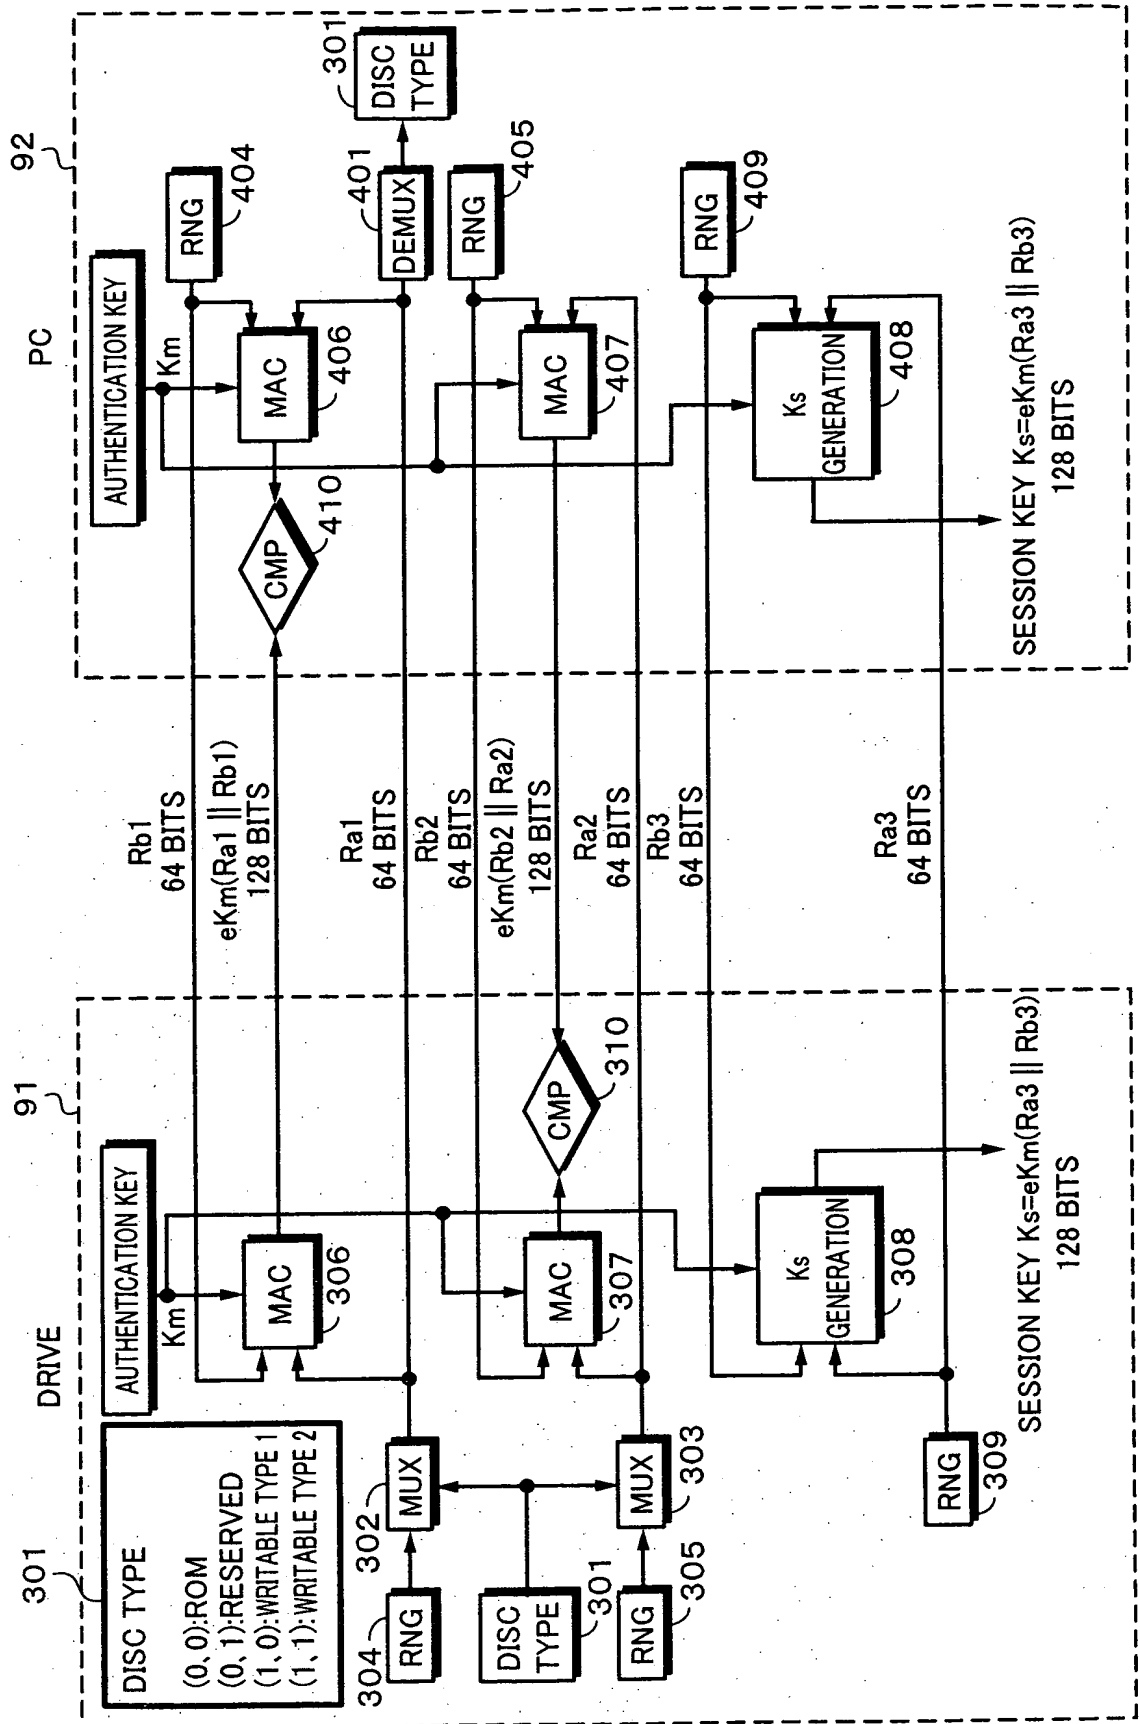 301
DISC TYPE
(0, 0):ROM
(0, 1):RESERVED
(1, 0):WRITABLE TYPE 1
(1, 1):WRITABLE TYPE 2
DRIVE
91
AUTHENTICATION KEY
Km
304
RNG
302
MUX
MAC
306
DISC
TYPE
301
RNG
305
MUX
303
MAC
307
CMP
310
Ks
GENERATION
308
RNG
309
SESSION KEY Ks=eKm(Ra3 || Rb3)
128 BITS
Rb1
64 BITS
eKm(Ra1 || Rb1)
128 BITS
Ra1
64 BITS
Rb2
64 BITS
eKm(Rb2 || Ra2)
128 BITS
Ra2
64 BITS
Rb3
64 BITS
Ra3
64 BITS
PC
92
AUTHENTICATION KEY
Km
RNG
404
MAC
406
CMP
410
DEMUX
401
DISC
TYPE
301
RNG
405
MAC
407
RNG
409
Ks
GENERATION
408
SESSION KEY Ks=eKm(Ra3 || Rb3)
128 BITS